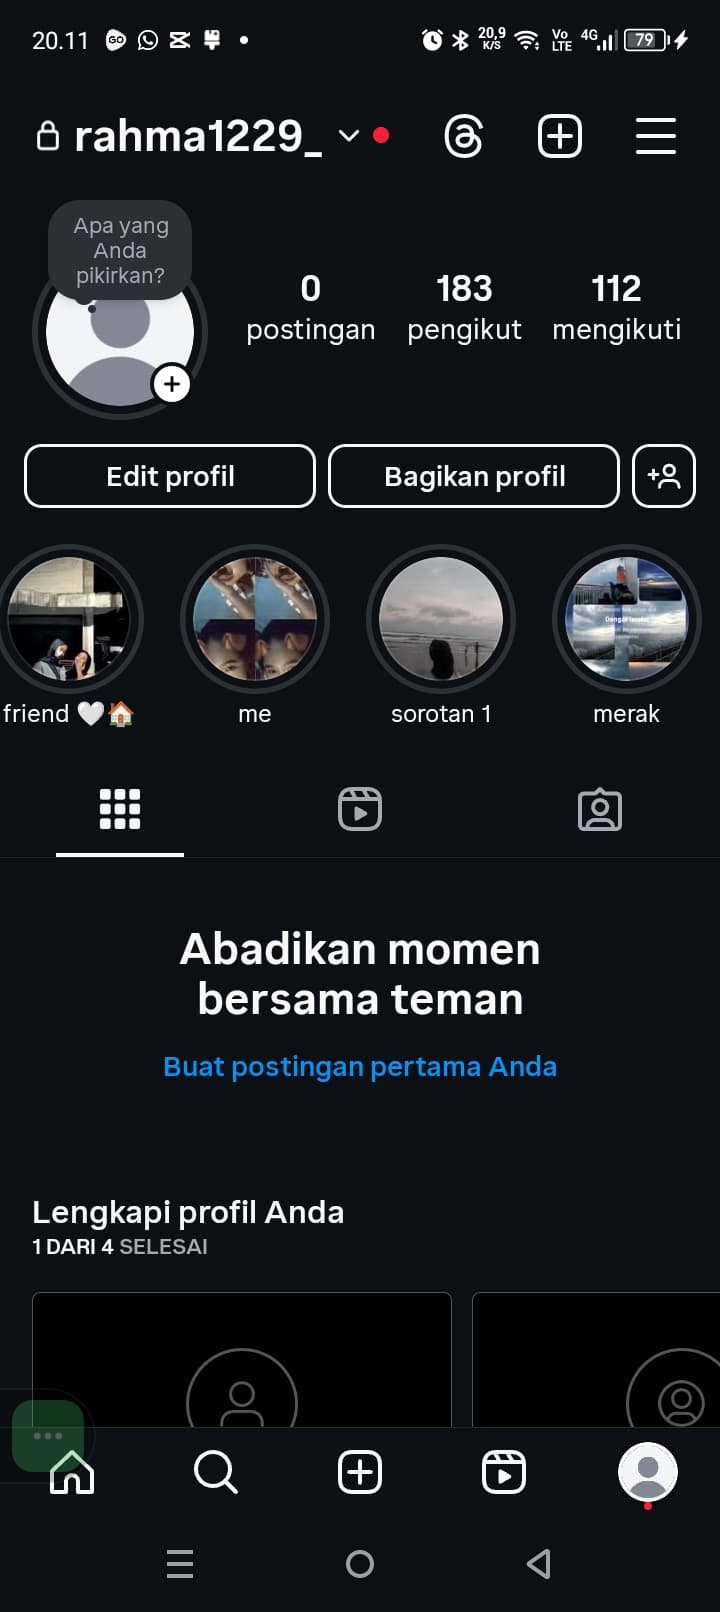 20.11
GO
20,9
K/S
Vo
LTE
4G
79
rahma1229_
Apa yang
Anda
pikirkan?
0
183
112
postingan
pengikut
mengikuti
Edit profil
Bagikan profil
friend 🤍🏠
me
sorotan 1
merak
Abadikan momen
bersama teman
Buat postingan pertama Anda
Lengkapi profil Anda
1 DARI 4 SELESAI